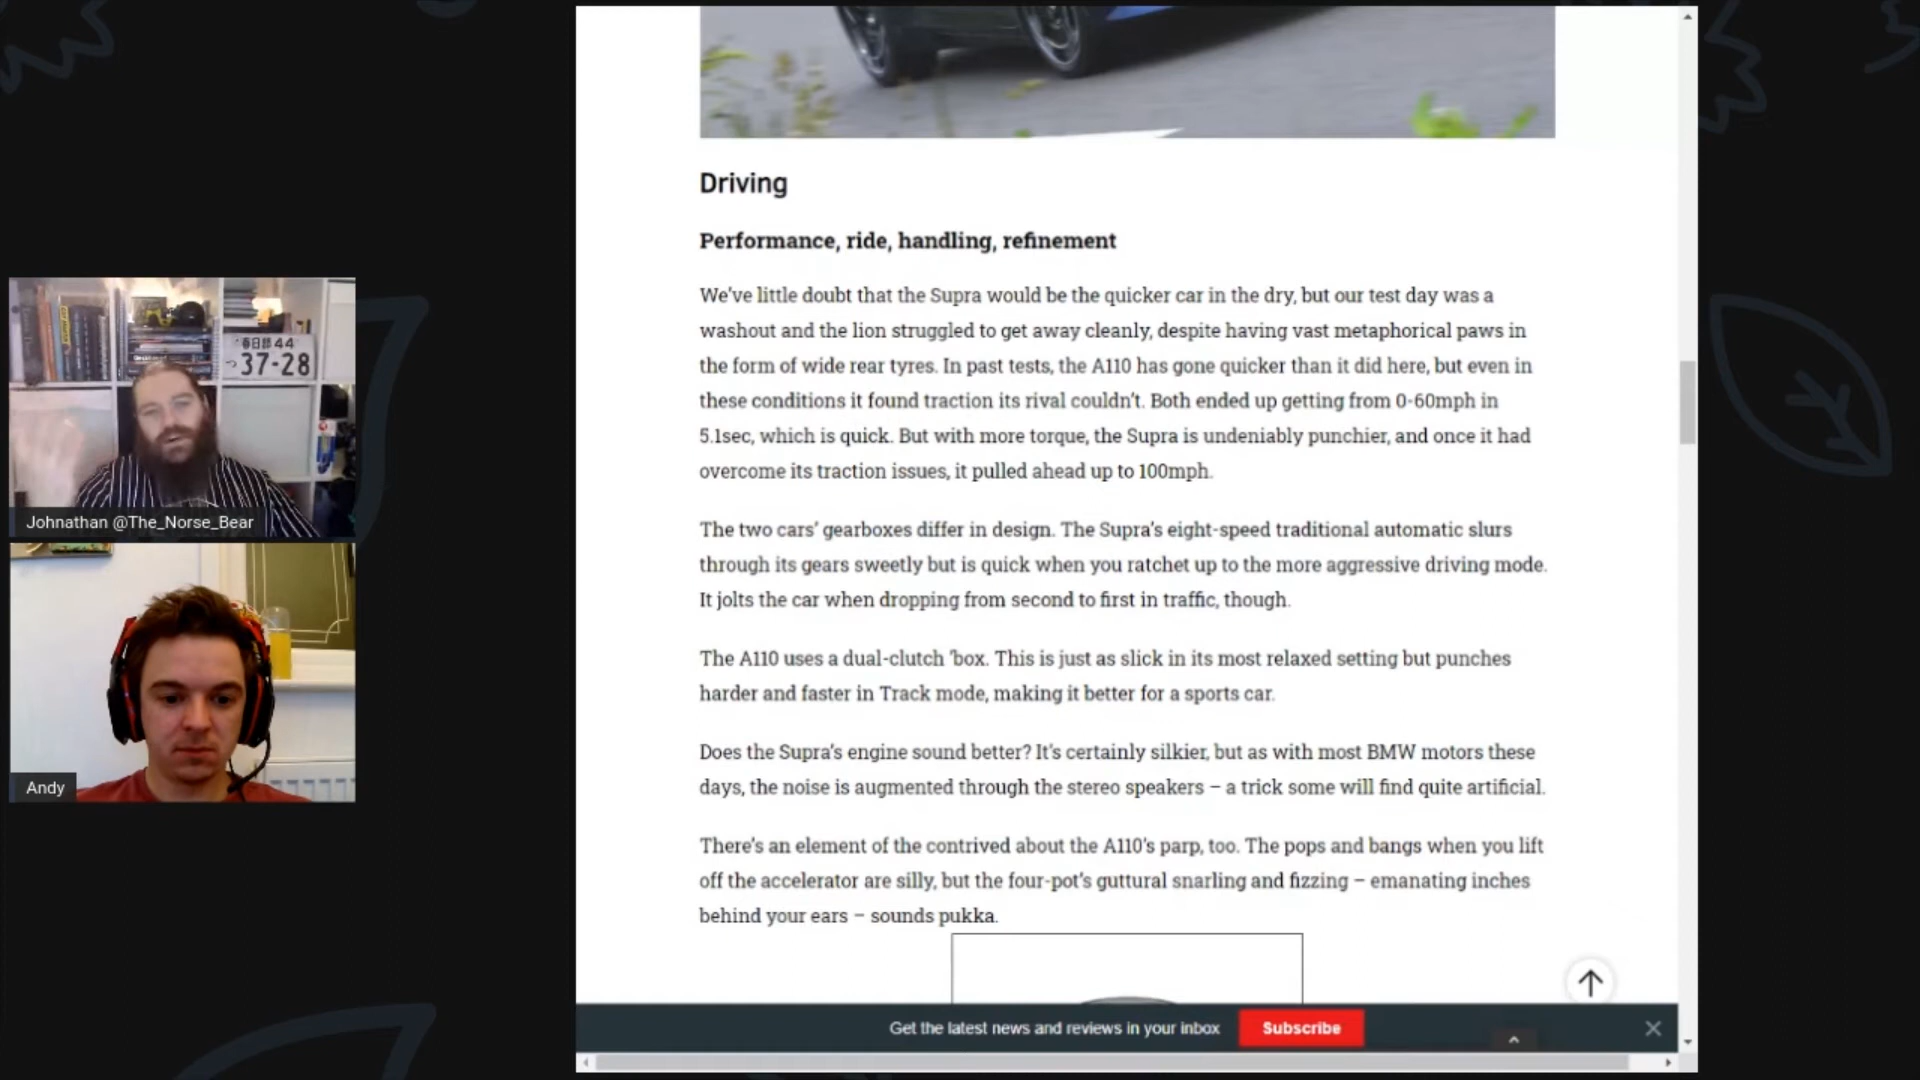 Driving
Performance, ride, handling, refinement
We've little doubt that the Supra would be the quicker car in the dry, but our test day was a
washout and the lion struggled to get away cleanly, despite having vast metaphorical paws in
the form of wide rear tyres. In past tests, the A110 has gone quicker than it did here, but even in
these conditions it found traction its rival couldn't. Both ended up getting from 0-60mph in
5.1sec, which is quick. But with more torque, the Supra is undeniably punchier, and once it had
overcome its traction issues, it pulled ahead up to 100mph.
The two cars' gearboxes differ in design. The Supra's eight-speed traditional automatic slurs
through its gears sweetly but is quick when you ratchet up to the more aggressive driving mode.
It jolts the car when dropping from second to first in traffic, though.
The A110 uses a dual-clutch 'box. This is just as slick in its most relaxed setting but punches
harder and faster in Track mode, making it better for a sports car.
Does the Supra's engine sound better? It's certainly silkier, but as with most BMW motors these
days, the noise is augmented through the stereo speakers – a trick some will find quite artificial.
There's an element of the contrived about the A110's parp, too. The pops and bangs when you lift
off the accelerator are silly, but the four-pot's guttural snarling and fizzing – emanating inches
behind your ears – sounds pukka.
Get the latest news and reviews in your inbox
Subscribe
春日部 44
つ 37-28
Johnathan @The_Norse_Bear
Andy